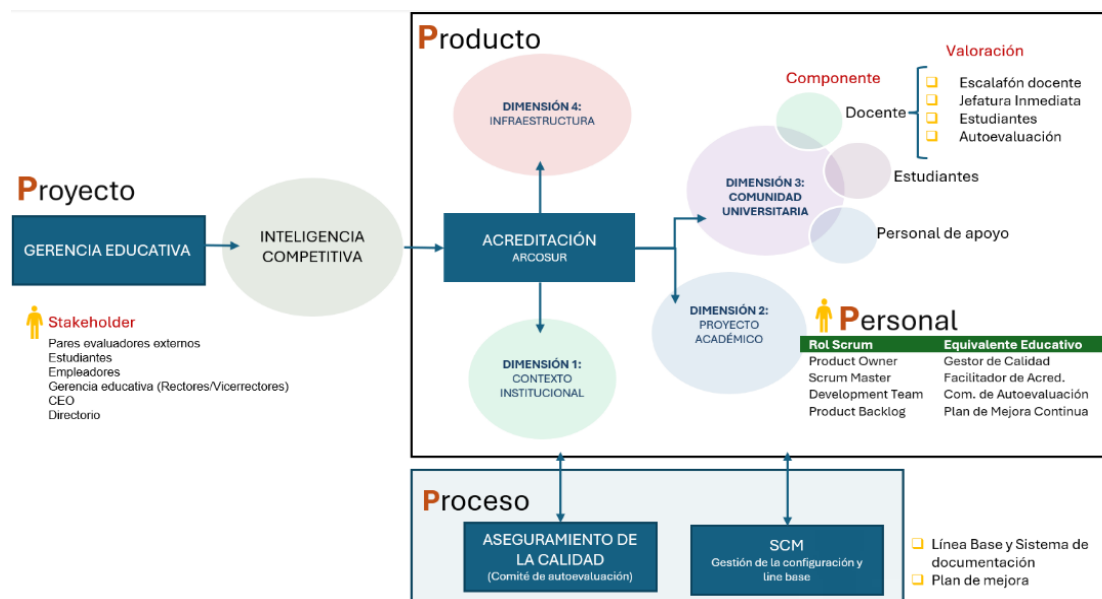 Proyecto
GERENCIA EDUCATIVA
Stakeholder
Pares evaluadores externos
Estudiantes
Empleadores
Gerencia educativa (Rectores/Vicerrectores)
CEO
Directorio
INTELIGENCIA
COMPETITIVA
Producto
DIMENSIÓN 4:
INFRAESTRUCTURA
ACREDITACIÓN
ARCOSUR
DIMENSIÓN 1:
CONTEXTO
INSTITUCIONAL
Valoración
Componente
Docente
Escalafón docente
Jefatura Inmediata
Estudiantes
Autoevaluación
DIMENSIÓN 3:
COMUNIDAD
UNIVERSITARIA
Estudiantes
Personal de apoyo
DIMENSIÓN 2:
PROYECTO
ACADÉMICO
Personal
Rol Scrum Equivalente Educativo
Product Owner Gestor de Calidad
Scrum Master Facilitador de Acred.
Development Team Com. de Autoevaluación
Product Backlog Plan de Mejora Continua
Proceso
ASEGURAMIENTO DE
LA CALIDAD
(Comité de autoevaluación)
SCM
Gestión de la configuración y
line base
Línea Base y Sistema de
documentación
Plan de mejora